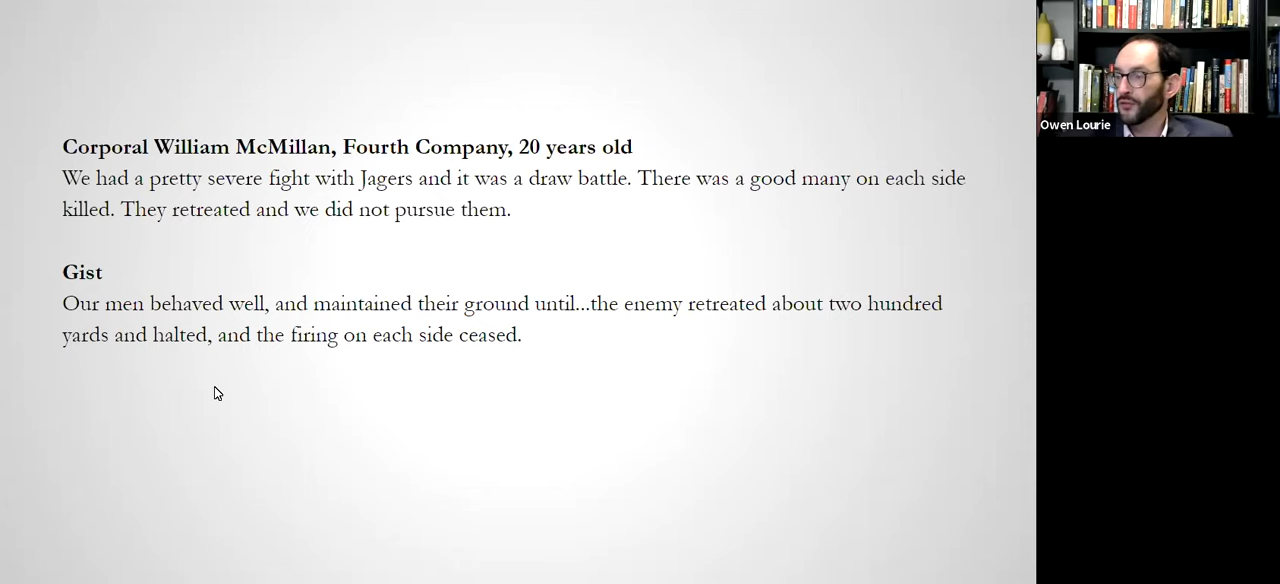 Corporal William McMillan, Fourth Company, 20 years old
We had a pretty severe fight with Jagers and it was a draw battle. There was a good many on each side
killed. They retreated and we did not pursue them.
Gist
Our men behaved well, and maintained their ground until...the enemy retreated about two hundred
yards and halted, and the firing on each side ceased.
Owen Lourie